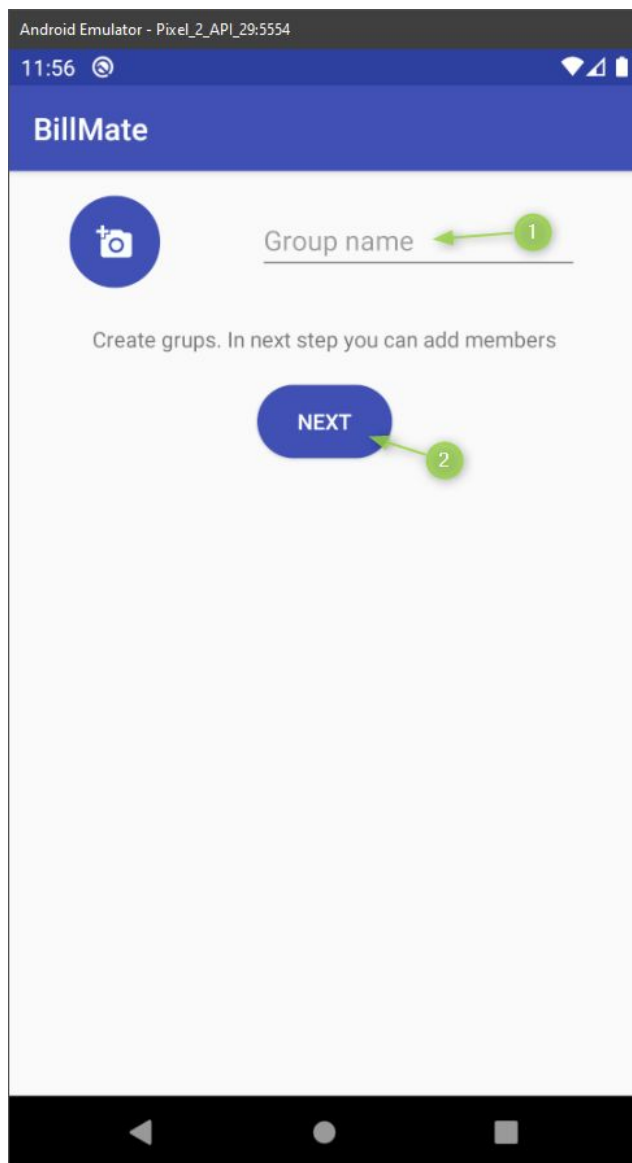 Android Emulator - Pixel_2_API_29:5554
11:56
BillMate
Group name
1
Create grups. In next step you can add members
NEXT
2